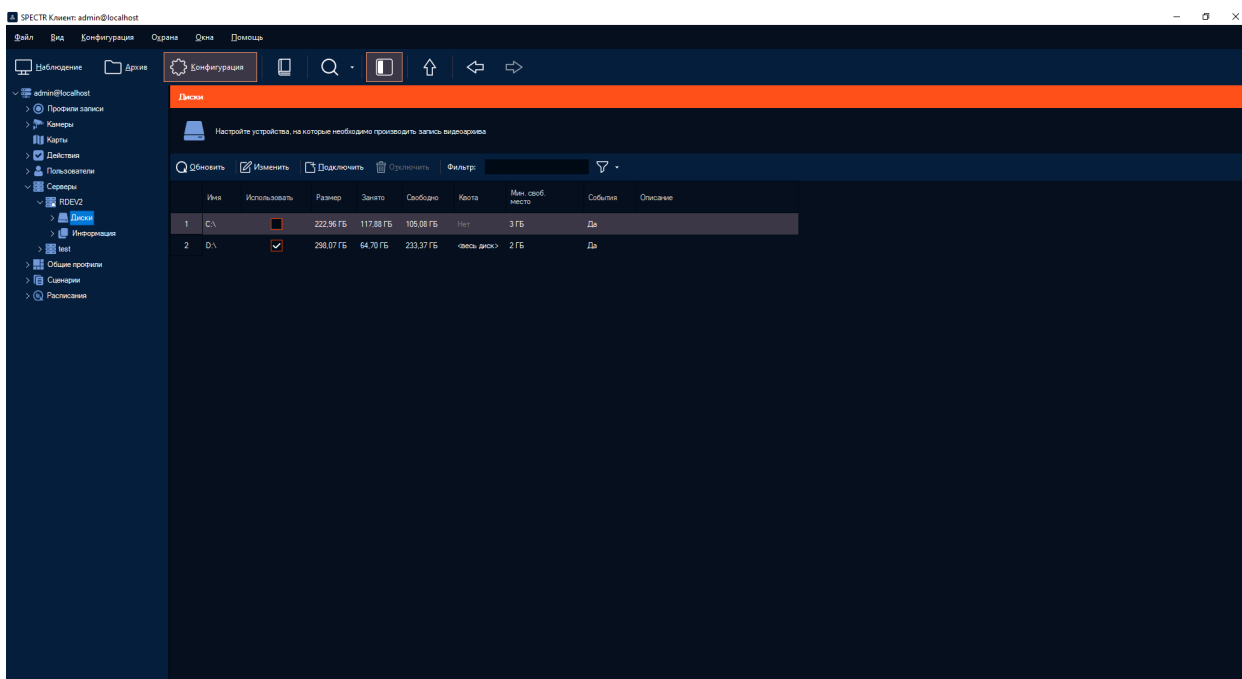 SPECTR Клиент: admin@localhost
Файл Вид Конфигурация Охрана Окна Помощь
Наблюдение Архив Конфигурация
admin@localhost
Профили записи
Камеры
Карты
Действия
Пользователи
Серверы
RDEV2
Диски
Информация
test
Общие профили
Сценарии
Расписания
Диски
Настройте устройства, на которые необходимо производить запись видеоархива
Обновить Изменить Подключить Отключить Фильтр:
Имя Использовать Размер Занято Свободно Квота Мин. своб. место События Описание
1 C:\ 222,96 ГБ 117,88 ГБ 105,08 ГБ Нет 3 ГБ Да
2 D:\ 298,07 ГБ 64,70 ГБ 233,37 ГБ <весь диск> 2 ГБ Да